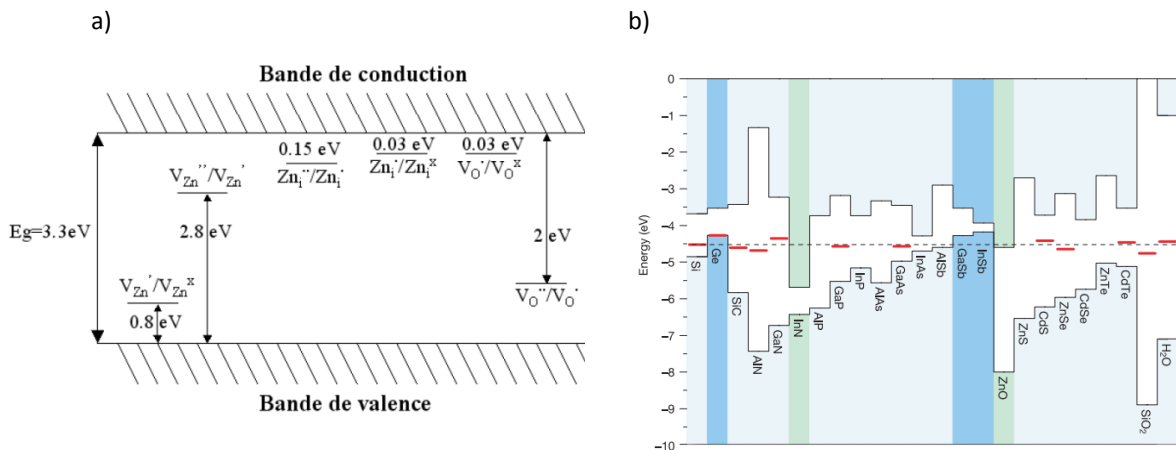 a)
Bande de conduction
0.15 eV
Zn_i¨/Zn_i˙
0.03 eV
Zn_i˙/Zn_i^x
0.03 eV
V_O˙/V_O^x
V_Zn''/V_Zn'
Eg=3.3eV
2.8 eV
2 eV
V_Zn'/V_Zn^x
0.8 eV
V_O¨/V_O˙
Bande de valence
b)
Energy (eV)
0
-1
-2
-3
-4
-5
-6
-7
-8
-9
-10
Si
Ge
SiC
AlN
GaN
InN
AlP
GaP
InP
AlAs
GaAs
InAs
AlSb
GaSb
InSb
ZnO
ZnS
CdS
ZnSe
CdSe
ZnTe
CdTe
SiO₂
H₂O